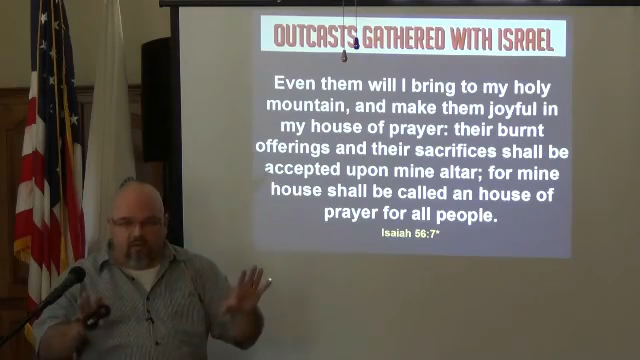 OUTCASTS GATHERED WITH ISRAEL
Even them will I bring to my holy
mountain, and make them joyful in
my house of prayer: their burnt
offerings and their sacrifices shall be
accepted upon mine altar; for mine
house shall be called an house of
prayer for all people.
Isaiah 56:7*